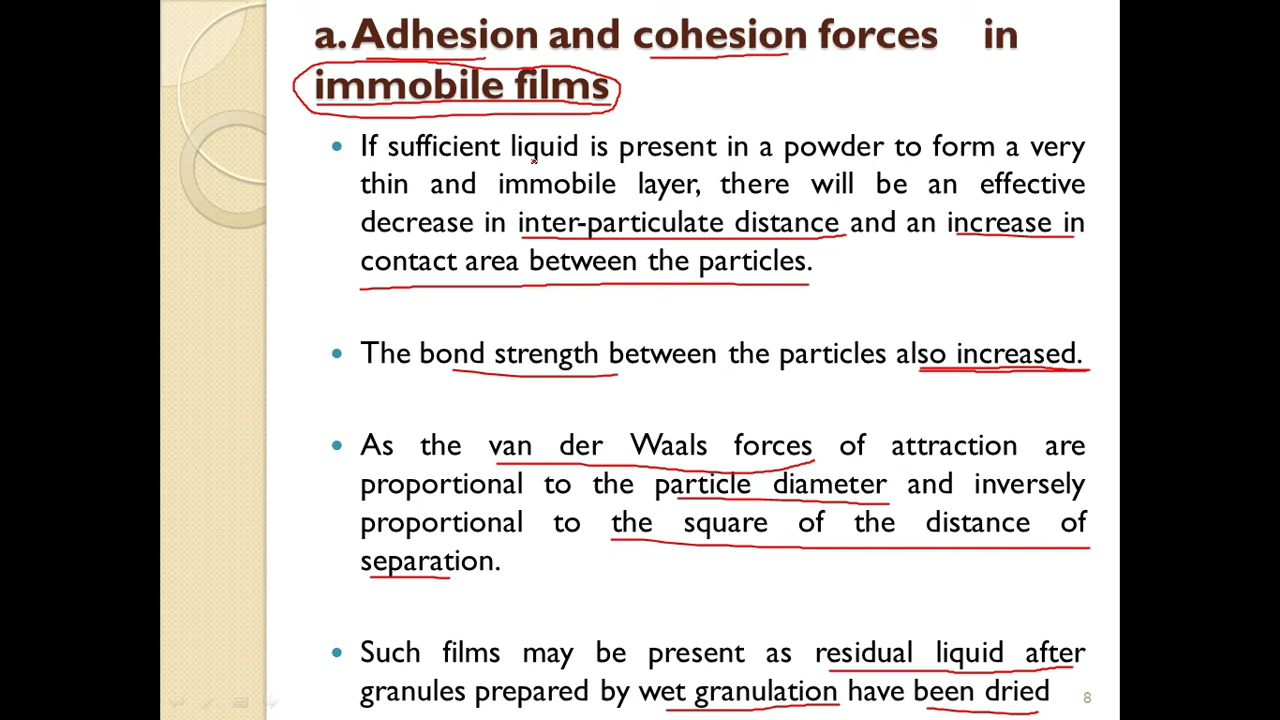 a. Adhesion and cohesion forces in
immobile films
• If sufficient liquid is present in a powder to form a very
thin and immobile layer, there will be an effective
decrease in inter-particulate distance and an increase in
contact area between the particles.
• The bond strength between the particles also increased.
• As the van der Waals forces of attraction are
proportional to the particle diameter and inversely
proportional to the square of the distance of
separation.
• Such films may be present as residual liquid after
granules prepared by wet granulation have been dried
8